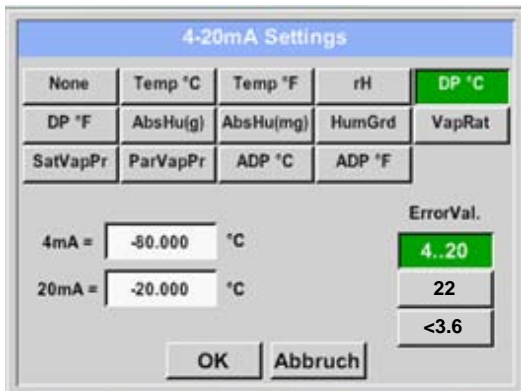 4-20mA Settings
None Temp °C Temp °F rH DP °C
DP °F AbsHu(g) AbsHu(mg) HumGrd VapRat
SatVapPr ParVapPr ADP °C ADP °F
ErrorVal.
4mA = -80.000 °C 4..20
20mA = -20.000 °C 22
<3.6
OK Abbruch